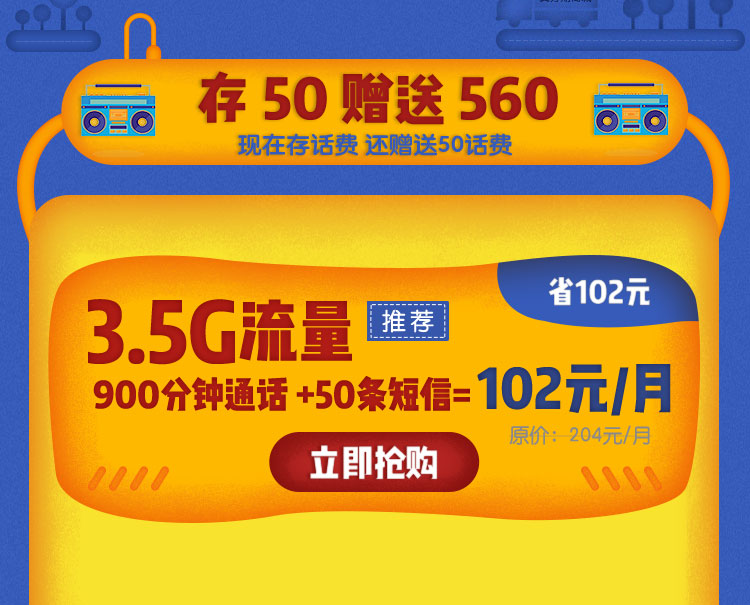 存 50 赠送 560
现在存话费 还赠送50话费
省102元
3.5G流量 推荐
900分钟通话 +50条短信= 102元/月
原价：204元/月
立即抢购